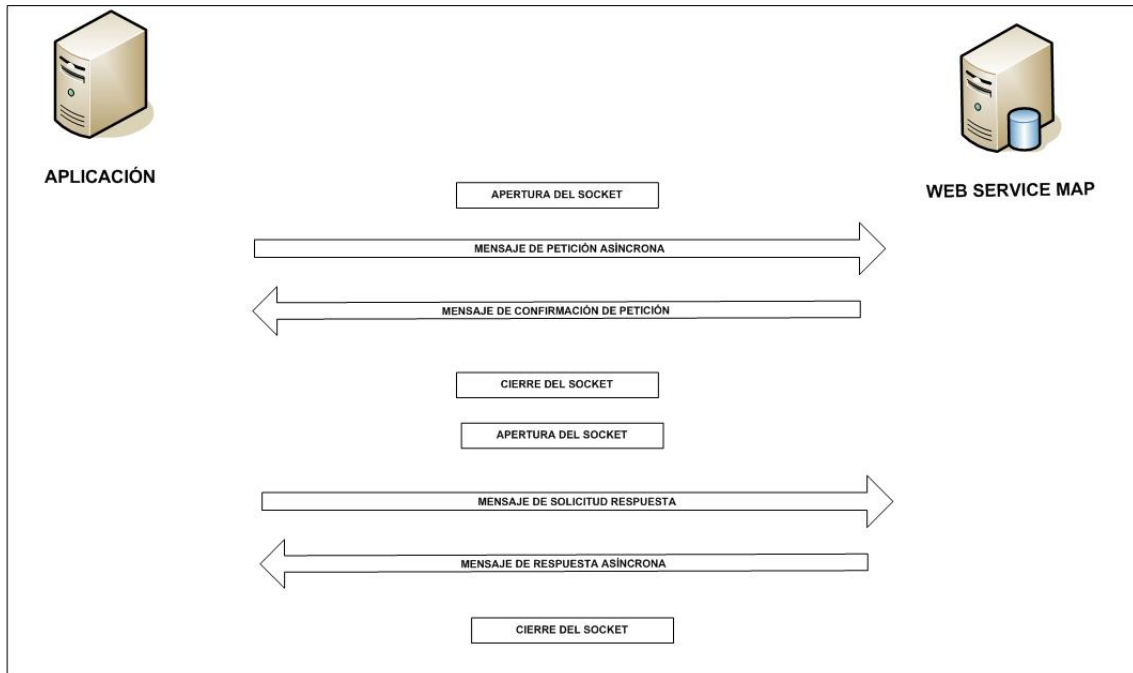 APLICACIÓN
WEB SERVICE MAP
APERTURA DEL SOCKET
MENSAJE DE PETICIÓN ASÍNCRONA
MENSAJE DE CONFIRMACIÓN DE PETICIÓN
CIERRE DEL SOCKET
APERTURA DEL SOCKET
MENSAJE DE SOLICITUD RESPUESTA
MENSAJE DE RESPUESTA ASÍNCRONA
CIERRE DEL SOCKET